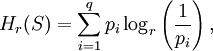 H_r(S) = \sum_{i=1}^{q} p_i \log_r \left( \frac{1}{p_i} \right),